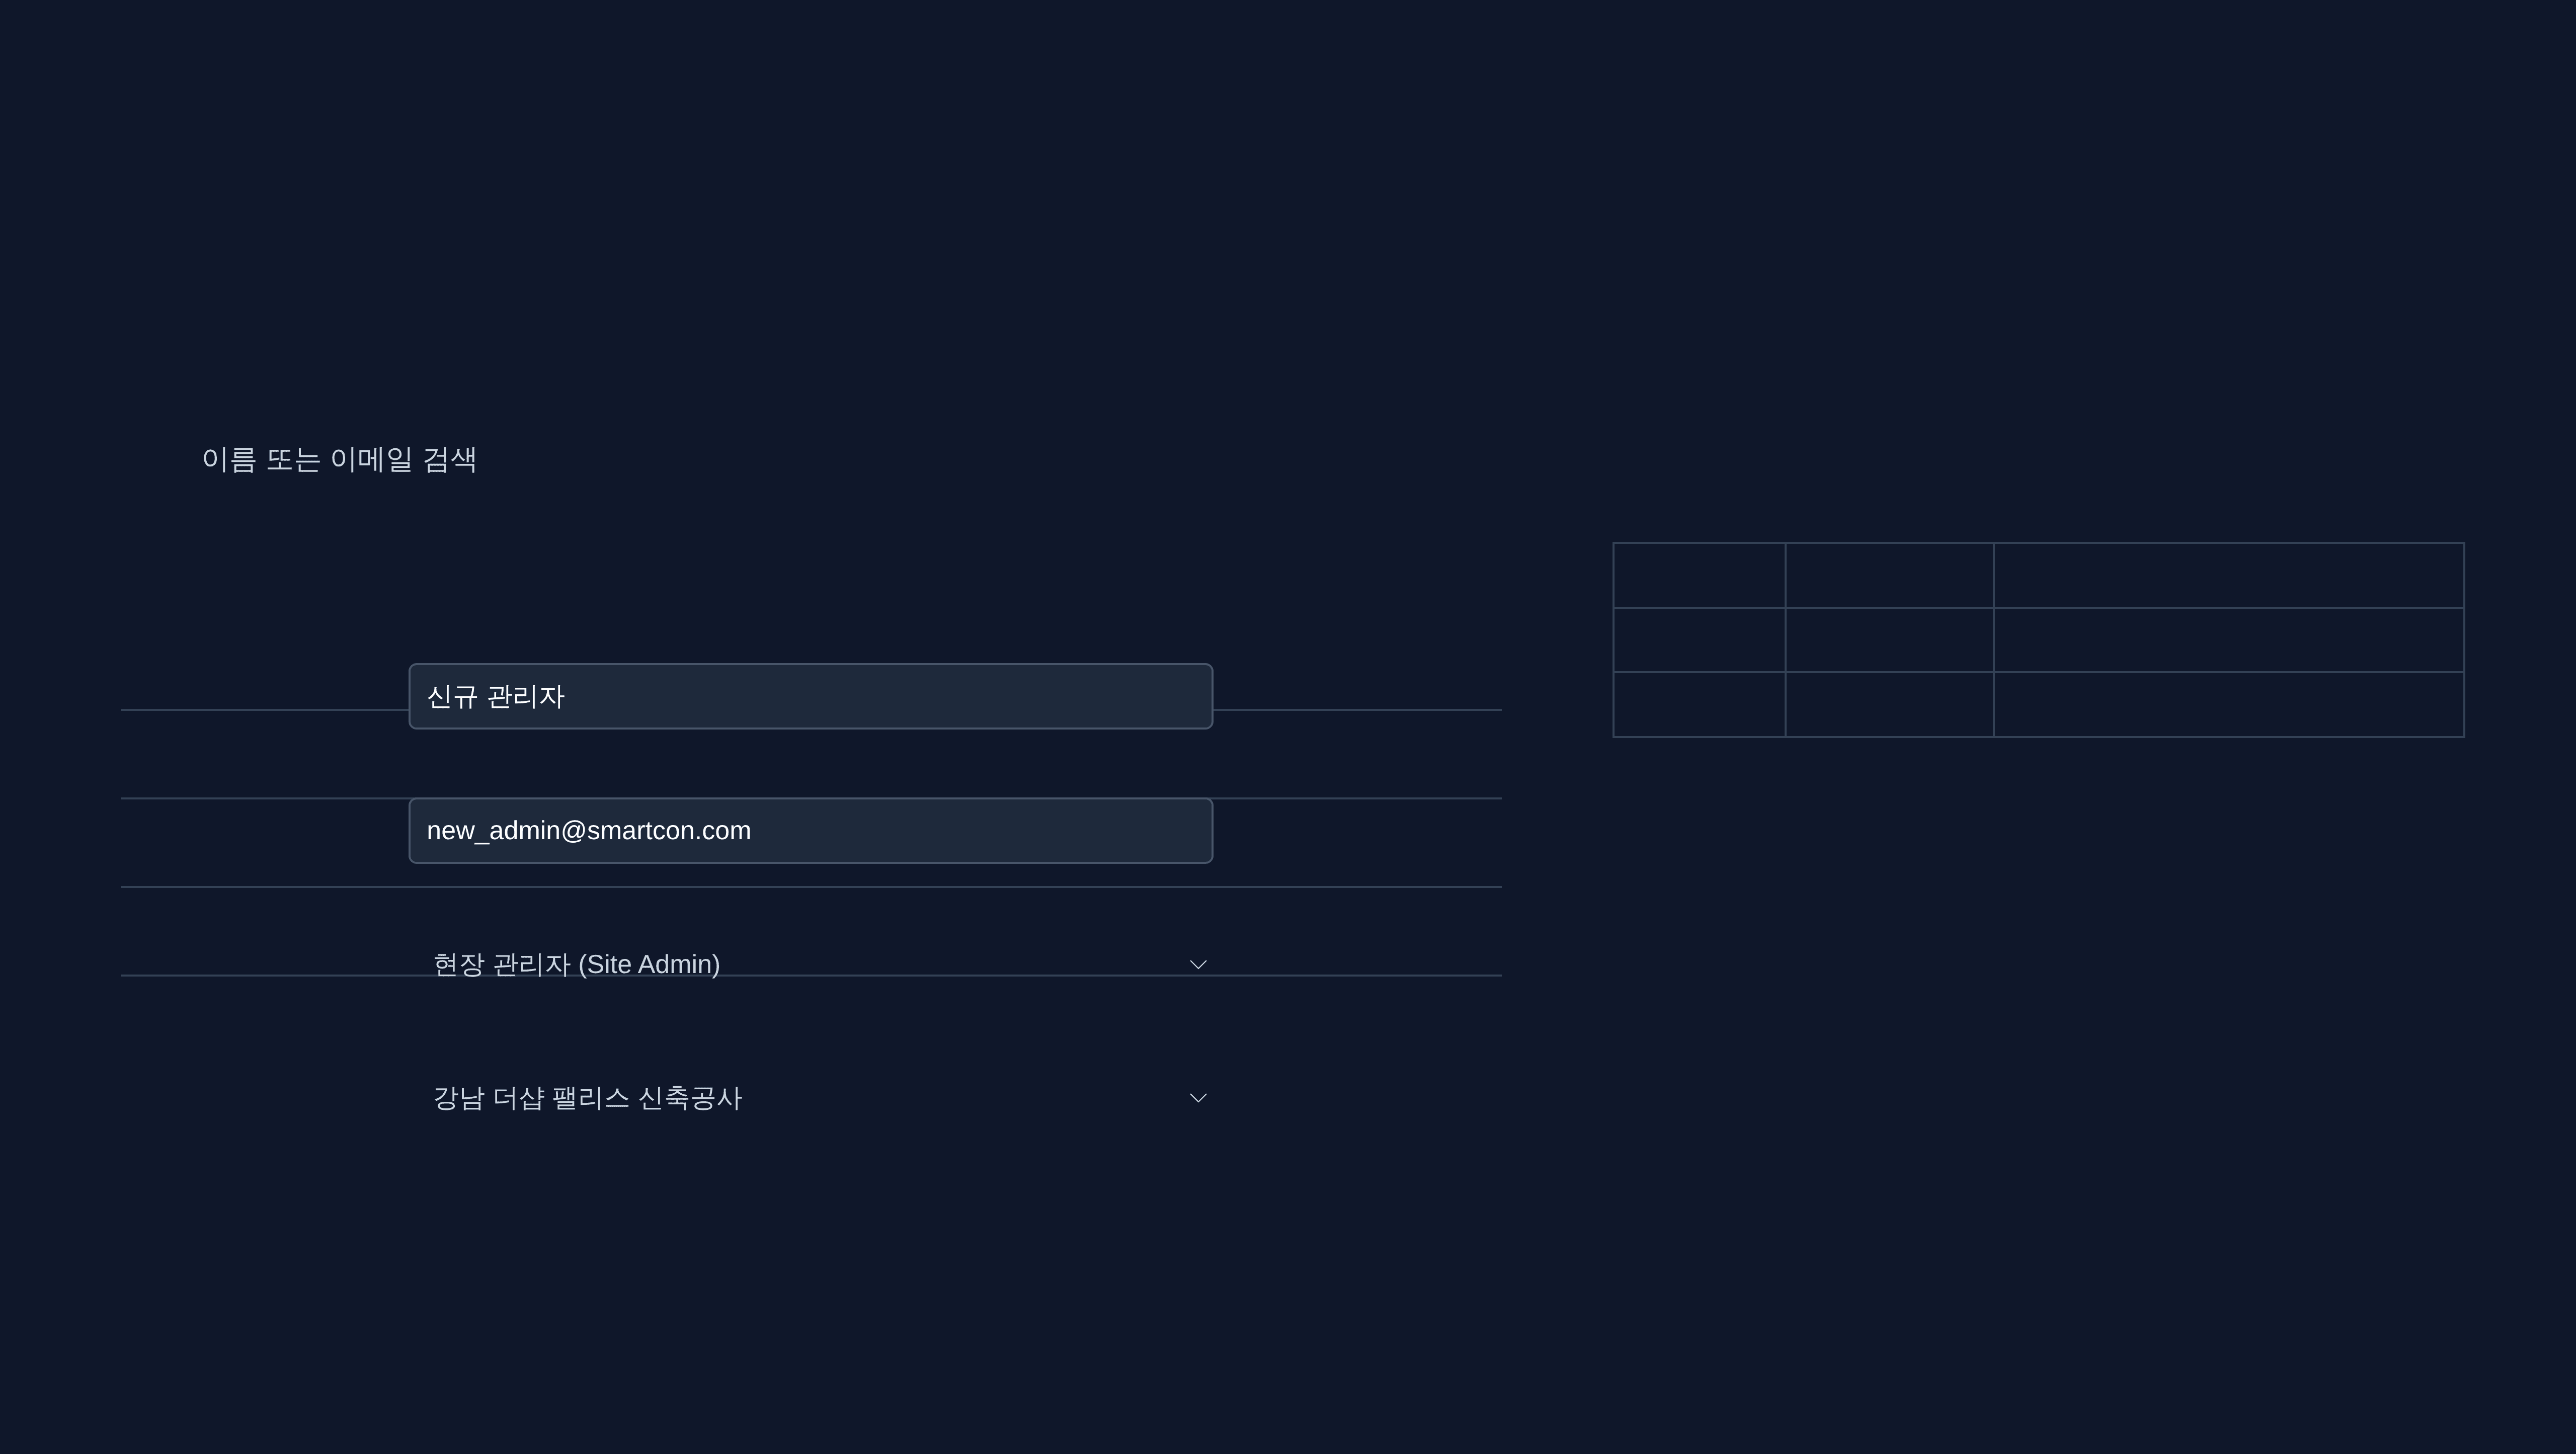 이름 또는 이메일 검색
신규 관리자
new_admin@smartcon.com
현장 관리자 (Site Admin)
강남 더샵 팰리스 신축공사